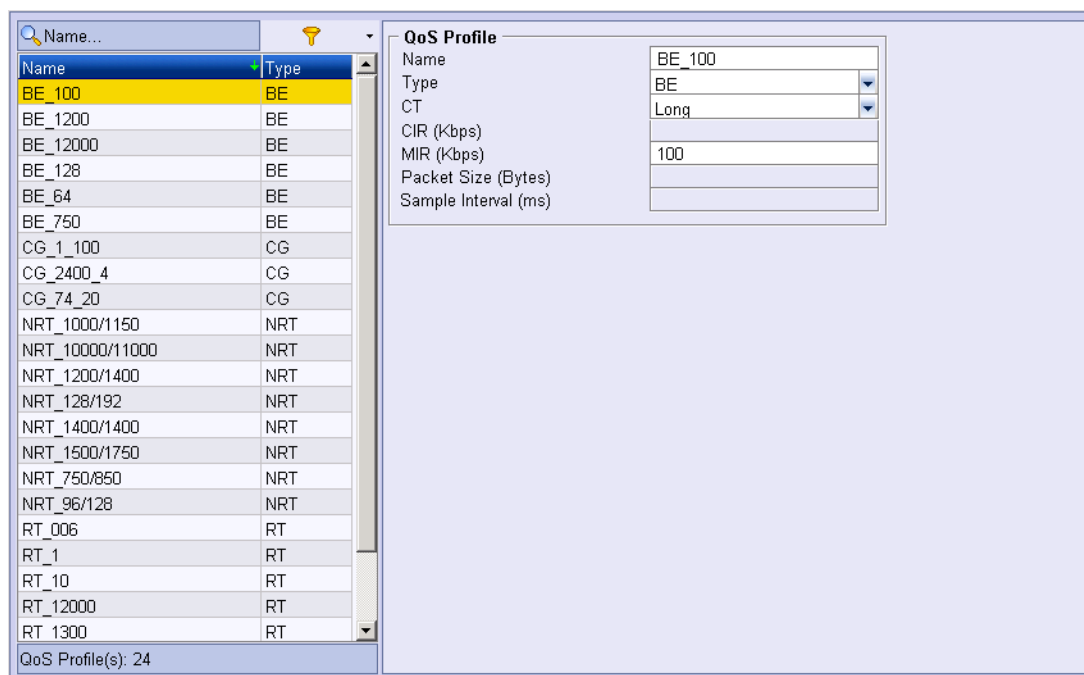 Name...
Name Type
BE_100 BE
BE_1200 BE
BE_12000 BE
BE_128 BE
BE_64 BE
BE_750 BE
CG_1_100 CG
CG_2400_4 CG
CG_74_20 CG
NRT_1000/1150 NRT
NRT_10000/11000 NRT
NRT_1200/1400 NRT
NRT_128/192 NRT
NRT_1400/1400 NRT
NRT_1500/1750 NRT
NRT_750/850 NRT
NRT_96/128 NRT
RT_006 RT
RT_1 RT
RT_10 RT
RT_12000 RT
RT_1300 RT
QoS Profile(s): 24
QoS Profile
Name BE_100
Type BE
CT Long
CIR (Kbps)
MIR (Kbps) 100
Packet Size (Bytes)
Sample Interval (ms)